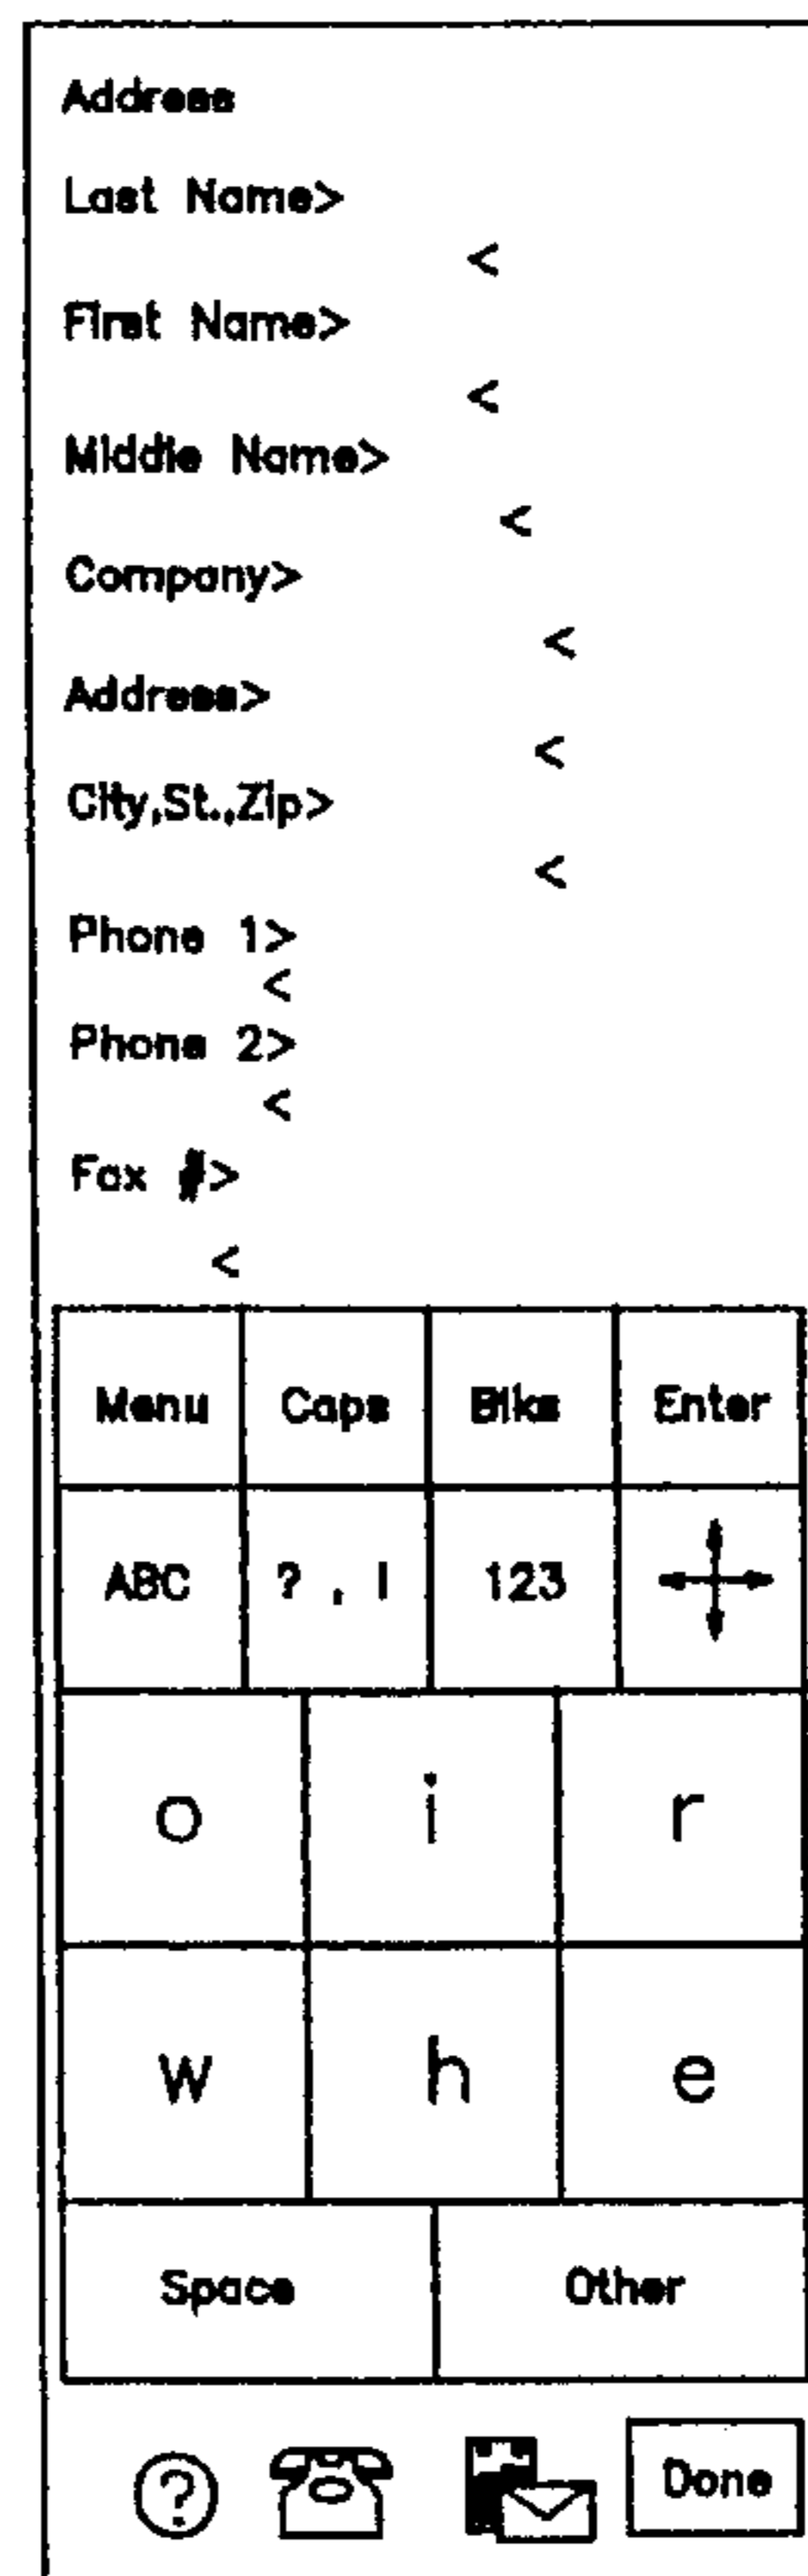 Address
Last Name>
<
First Name>
<
Middle Name>
<
Company>
<
Address>
<
City,St.,Zip>
<
Phone 1>
<
Phone 2>
<
Fax #>
<
Menu Caps Biks Enter
ABC ? , ! 123
o i r
w h e
Space Other
? Done